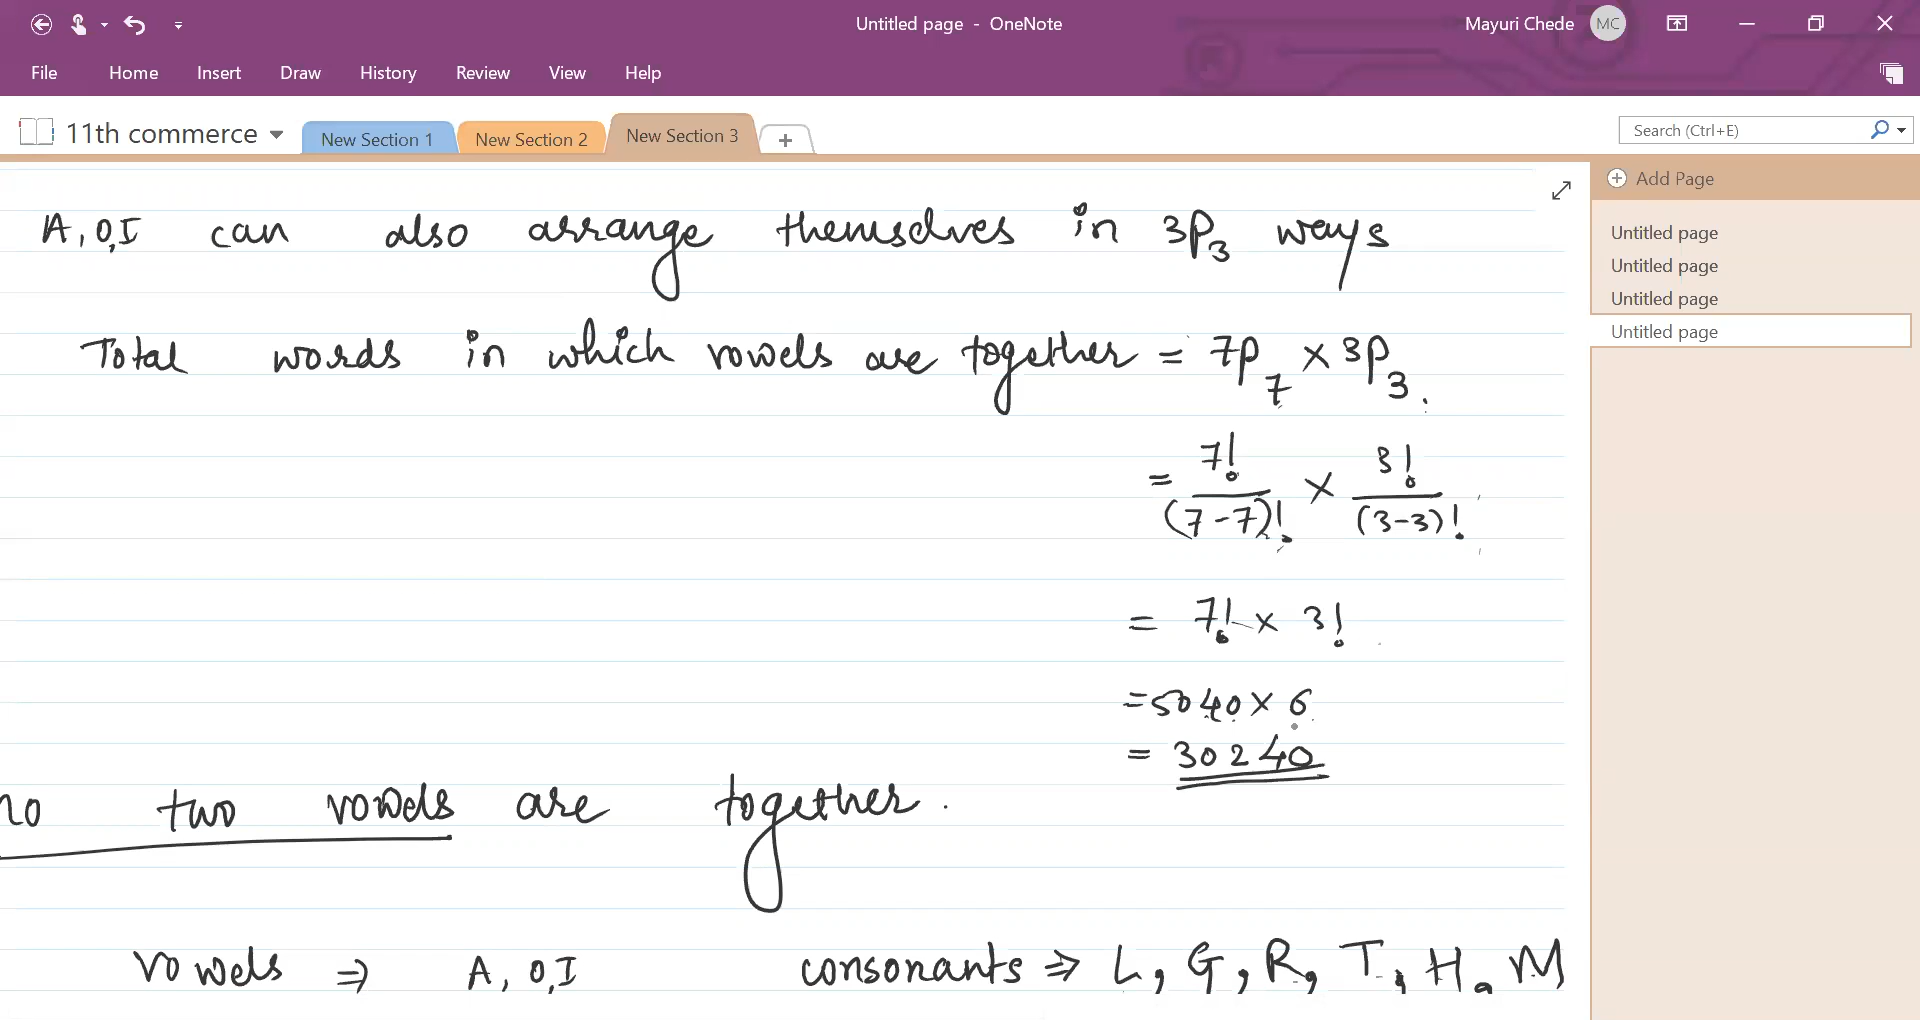 Untitled page - OneNote
Mayuri Chede MC
File Home Insert Draw History Review View Help
11th commerce New Section 1 New Section 2 New Section 3 +
Search (Ctrl+E)
Add Page
Untitled page
Untitled page
Untitled page
Untitled page
A, O, I can also arrange themselves in 3P3 ways
Total words in which vowels are together = 7P7 × 3P3.
= 7!/(7-7)! × 3!/(3-3)!
= 7! × 3!
= 5040 × 6
= 30240
no two vowels are together.
vowels ⇒ A, O, I consonants ⇒ L, G, R, T, H, M